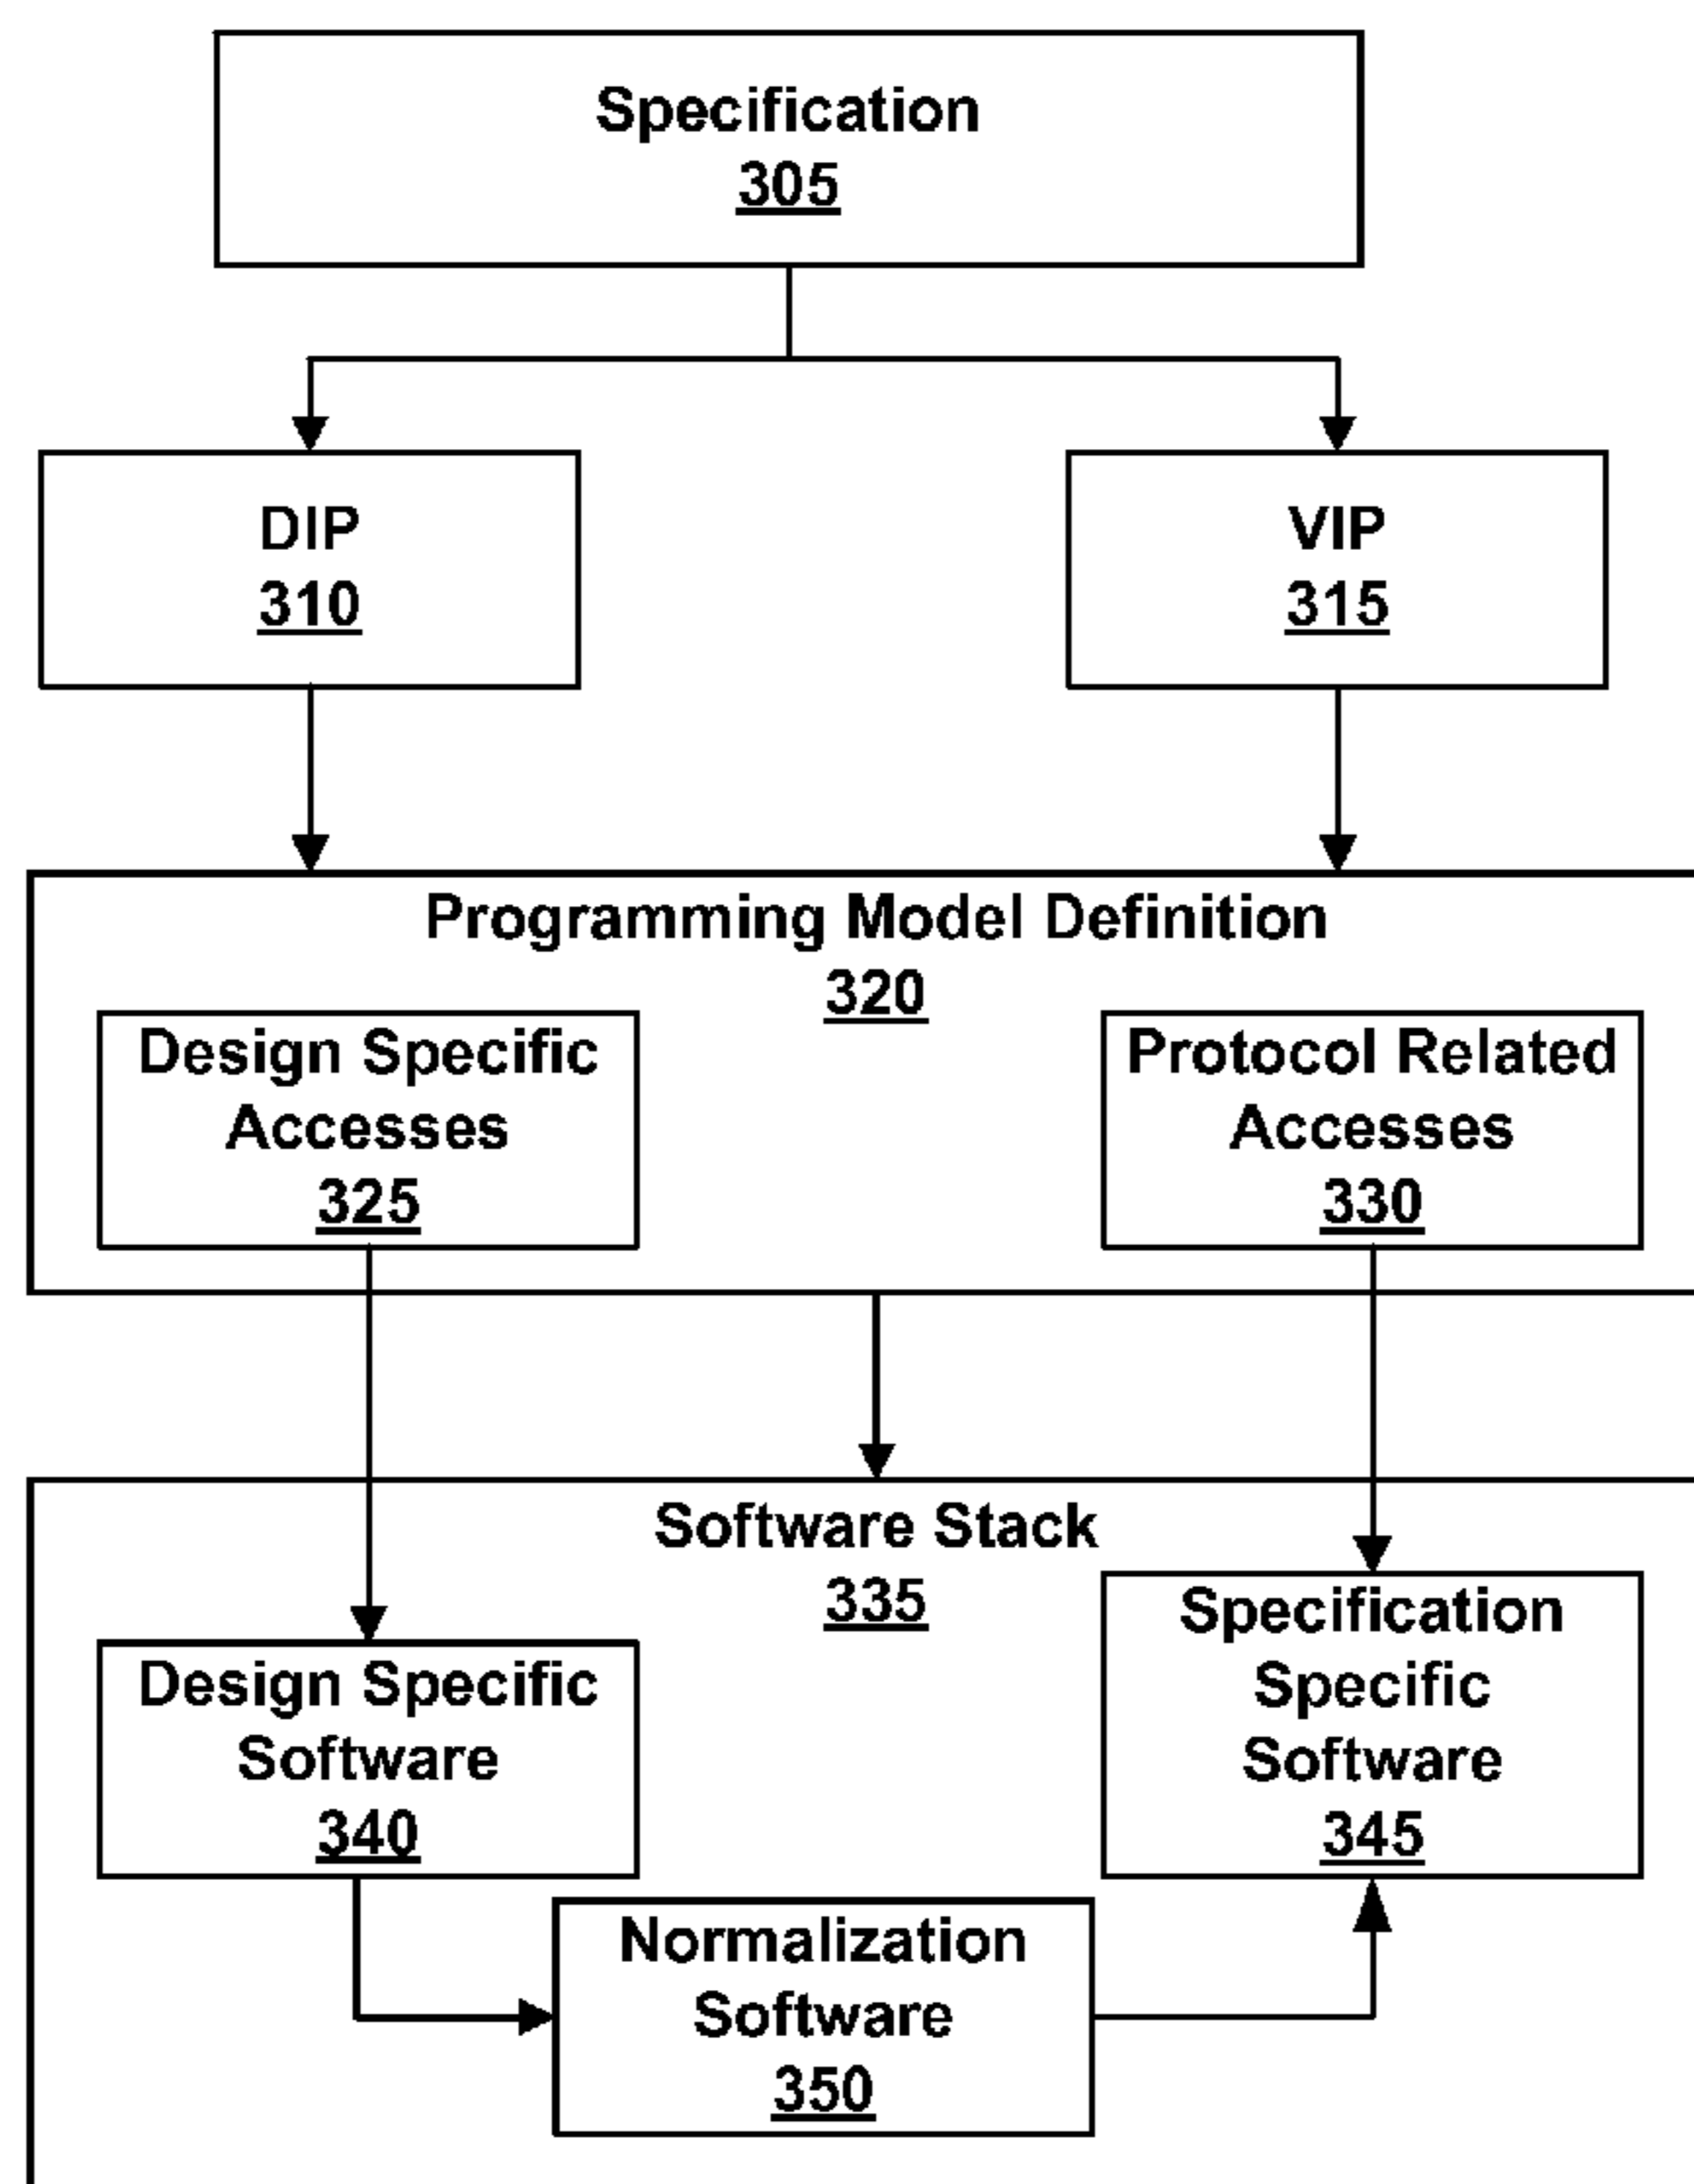 Specification
305
DIP
310
VIP
315
Programming Model Definition
320
Design Specific
Accesses
325
Protocol Related
Accesses
330
Software Stack
335
Design Specific
Software
340
Specification
Specific
Software
345
Normalization
Software
350